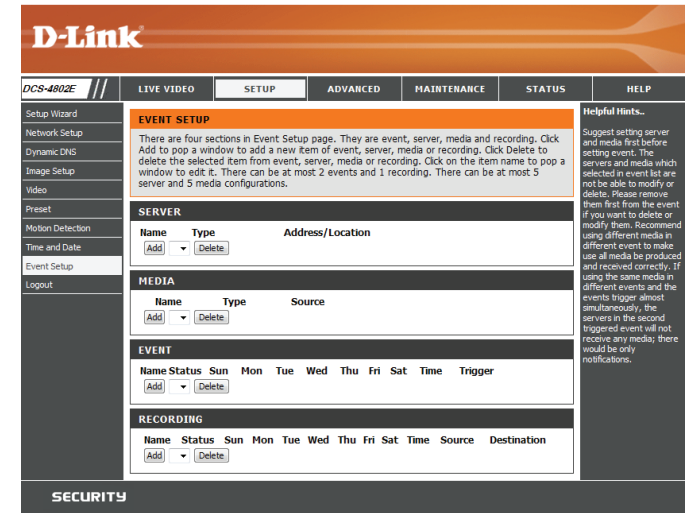 D-Link
DCS-4802E
LIVE VIDEO SETUP ADVANCED MAINTENANCE STATUS HELP
Setup Wizard
Network Setup
Dynamic DNS
Image Setup
Video
Preset
Motion Detection
Time and Date
Event Setup
Logout
EVENT SETUP
There are four sections in Event Setup page. They are event, server, media and recording. Click
Add to pop a window to add a new item of event, server, media or recording. Click Delete to
delete the selected item from event, server, media or recording. Click on the item name to pop a
window to edit it. There can be at most 2 events and 1 recording. There can be at most 5
server and 5 media configurations.
SERVER
Name Type Address/Location
Add Delete
MEDIA
Name Type Source
Add Delete
EVENT
Name Status Sun Mon Tue Wed Thu Fri Sat Time Trigger
Add Delete
RECORDING
Name Status Sun Mon Tue Wed Thu Fri Sat Time Source Destination
Add Delete
Helpful Hints..
Suggest setting server
and media first before
setting event. The
servers and media which
selected in event list are
not be able to modify or
delete. Please remove
them first from the event
if you want to delete or
modify them. Recommend
using different media in
different event to make
use all media be produced
and received correctly. If
using the same media in
different events and the
events trigger almost
simultaneously, the
servers in the second
triggered event will not
receive any media; there
would be only
notifications.
SECURITY